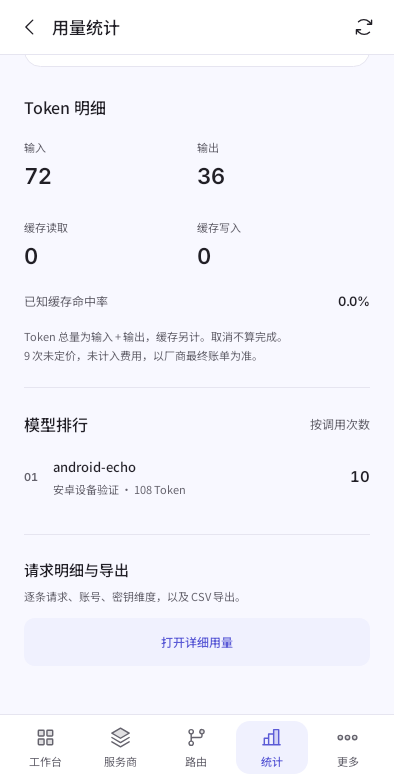 用量统计
Token 明细
输入
输出
72
36
缓存读取
缓存写入
0
0
已知缓存命中率
0.0%
Token 总量为输入 + 输出，缓存另计。取消不算完成。
9 次未定价，未计入费用，以厂商最终账单为准。
模型排行
按调用次数
01
android-echo
安卓设备验证 · 108 Token
10
请求明细与导出
逐条请求、账号、密钥维度，以及 CSV 导出。
打开详细用量
工作台
服务商
路由
统计
更多